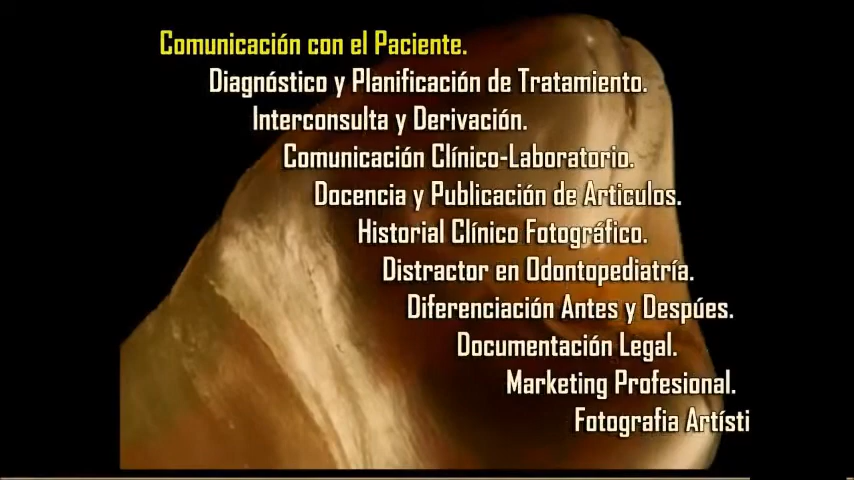 Comunicación con el Paciente.
Diagnóstico y Planificación de Tratamiento.
Interconsulta y Derivación.
Comunicación Clínico-Laboratorio.
Docencia y Publicación de Articulos.
Historial Clínico Fotográfico.
Distractor en Odontopediatría.
Diferenciación Antes y Despúes.
Documentación Legal.
Marketing Profesional.
Fotografia Artísti